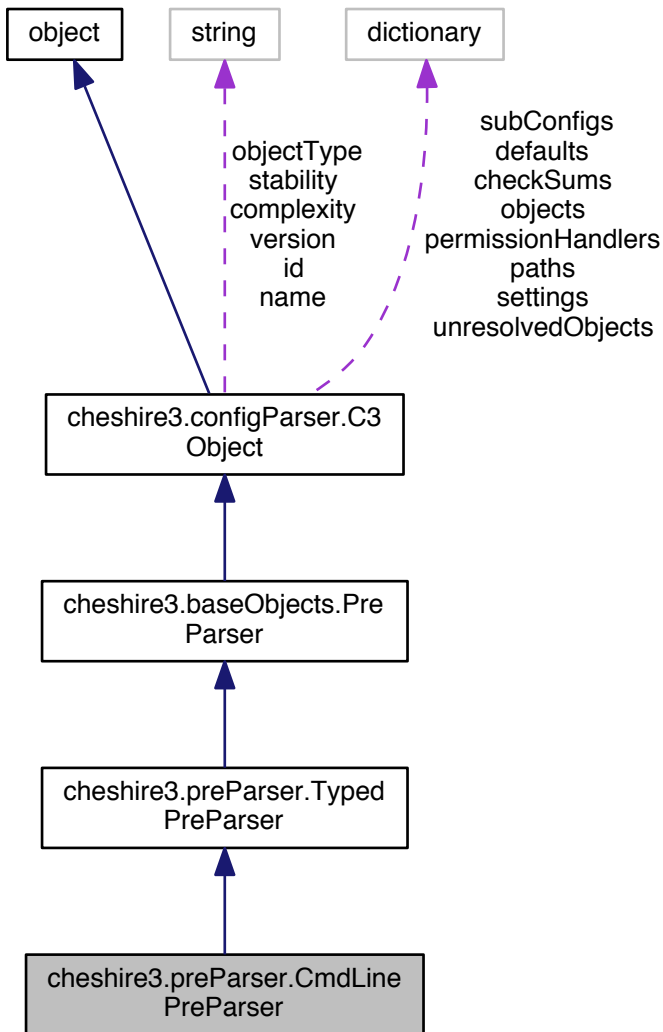 object
string
dictionary
objectType
stability
complexity
version
id
name
subConfigs
defaults
checkSums
objects
permissionHandlers
paths
settings
unresolvedObjects
cheshire3.configParser.C3
Object
cheshire3.baseObjects.Pre
Parser
cheshire3.preParser.Typed
PreParser
cheshire3.preParser.CmdLine
PreParser